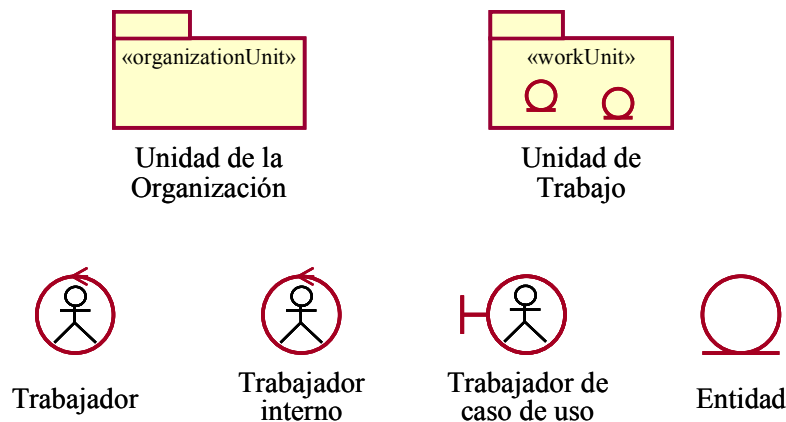 «organizationUnit»
«workUnit»
Unidad de la
Organización
Unidad de
Trabajo
Trabajador
Trabajador
interno
Trabajador de
caso de uso
Entidad